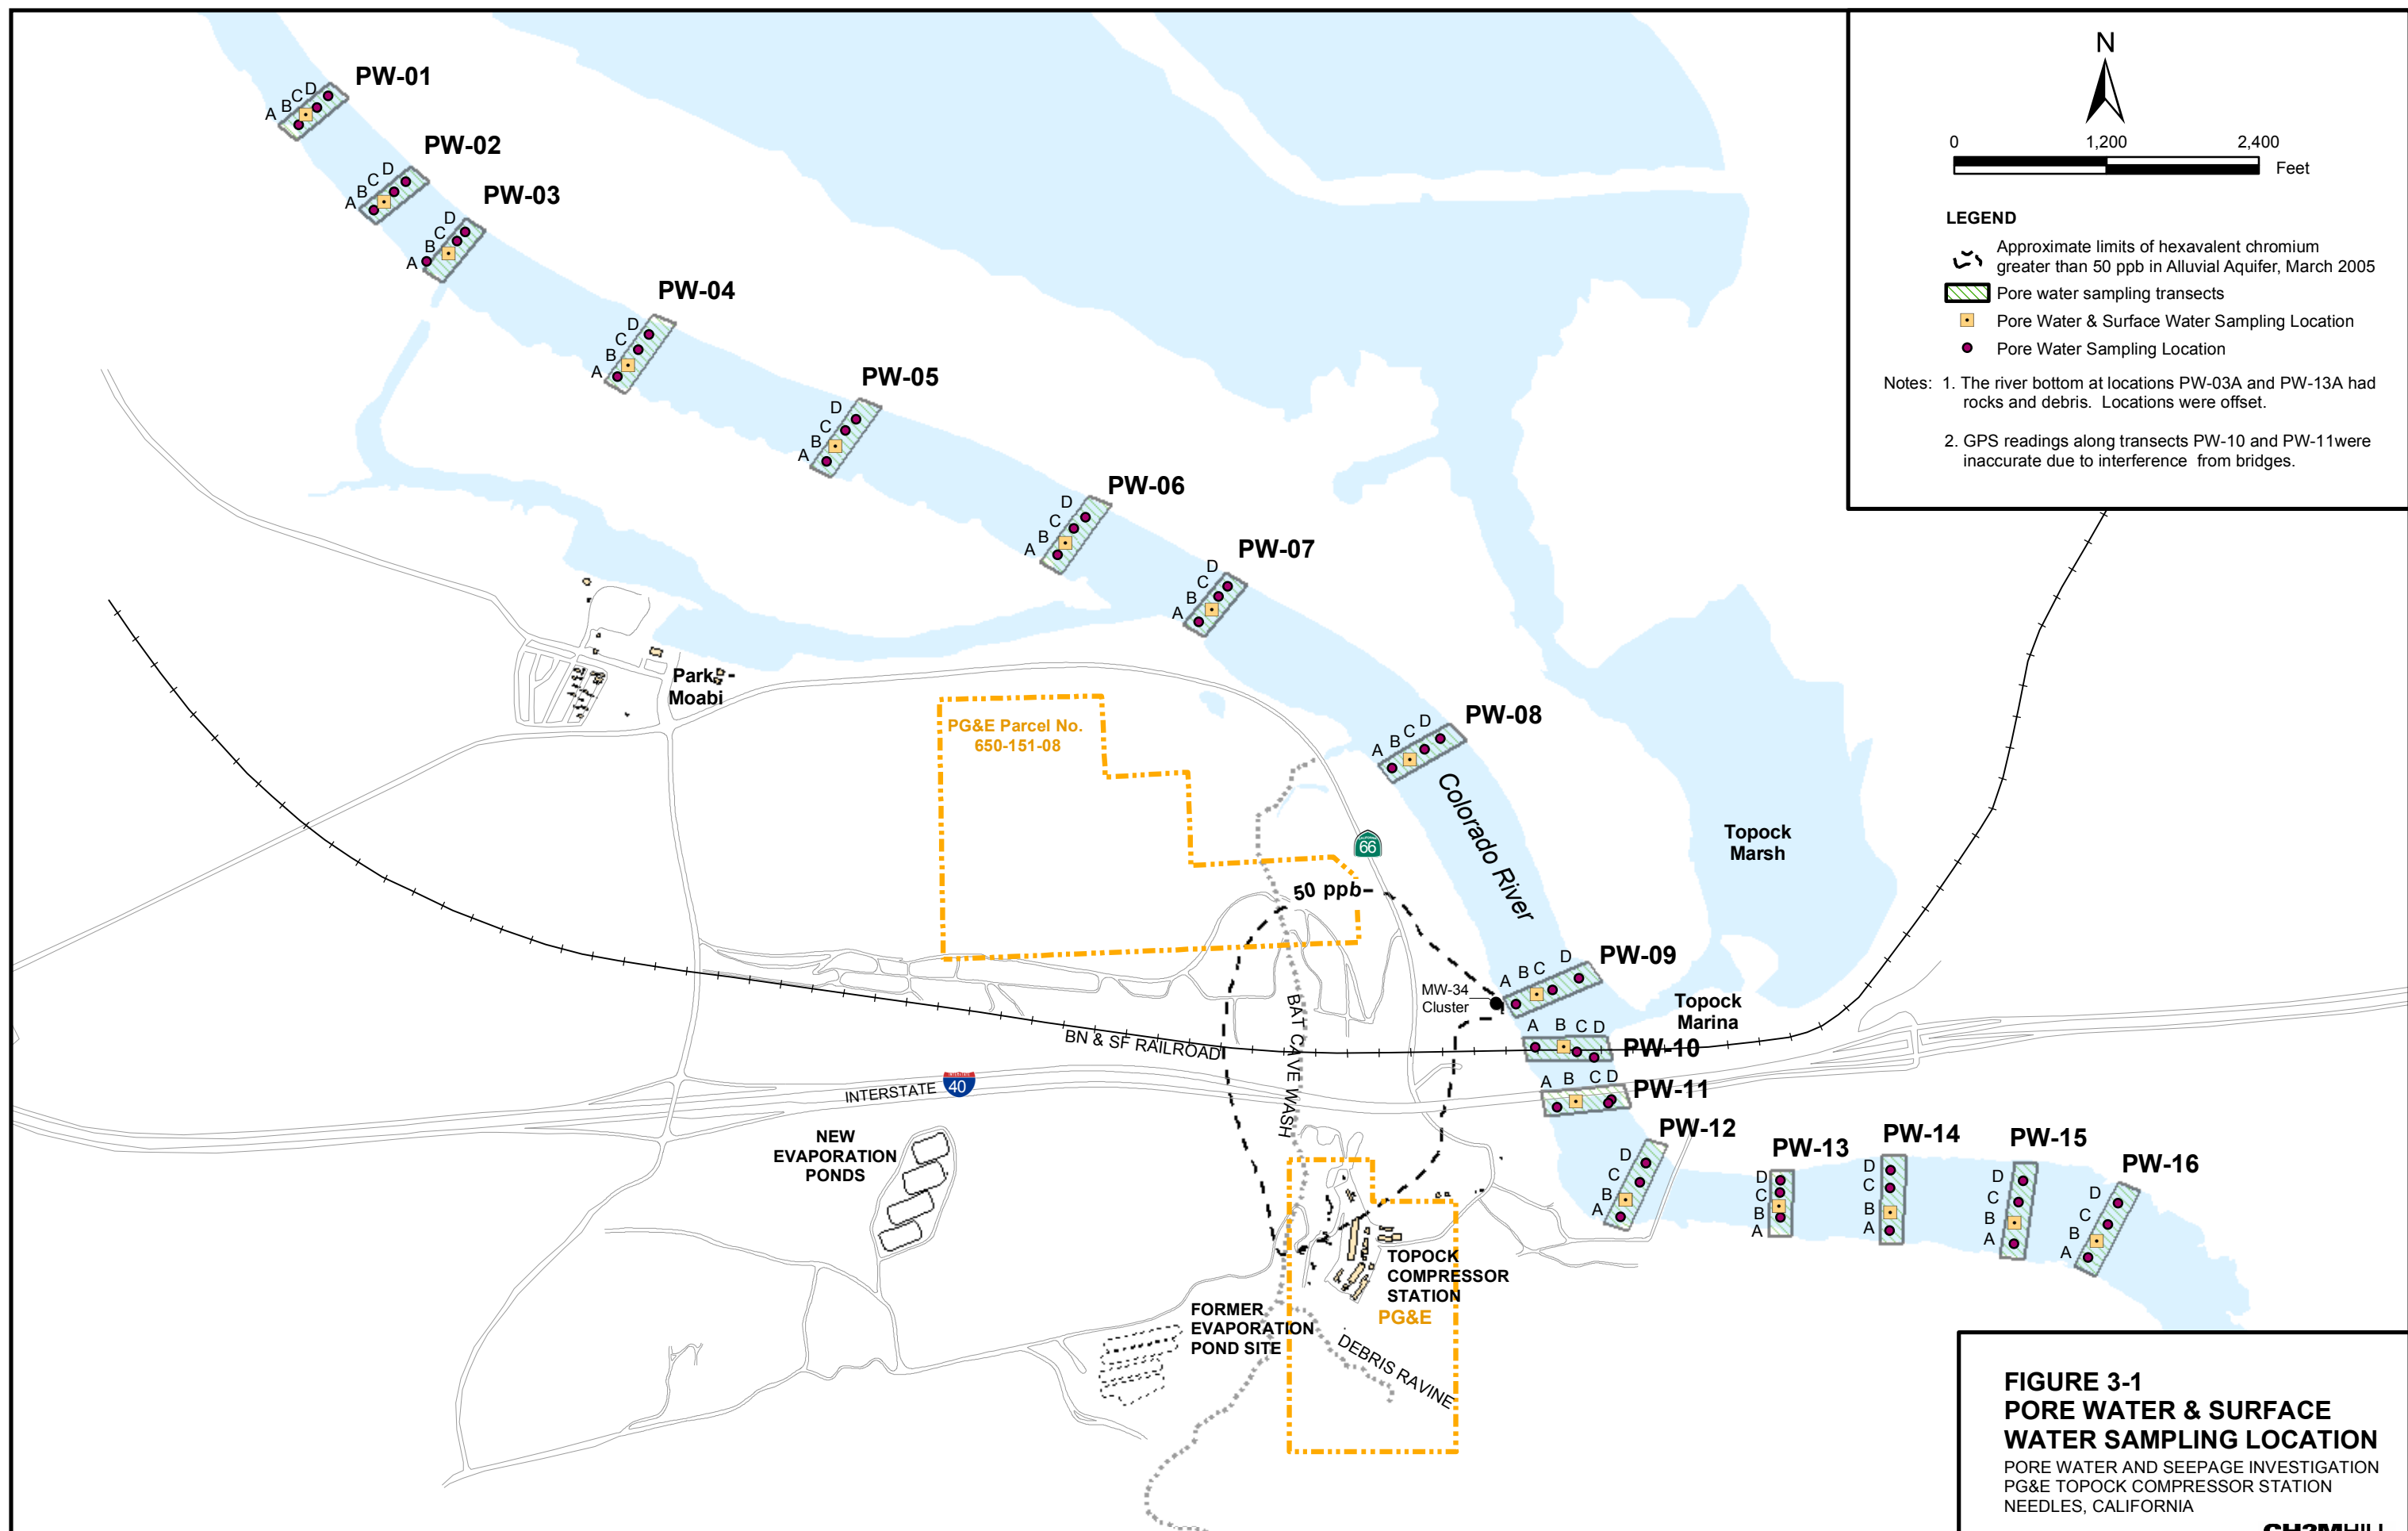 PW-01
A B C D
PW-02
A B C D
PW-03
A B C D
PW-04
A B C D
PW-05
A B C D
PW-06
A B C D
PW-07
A B C D
PW-08
A B C D
PW-09
A B C D
PW-10
A B C D
PW-11
A B C D
PW-12
A B C D
PW-13
D
C
B
A
PW-14
D
C
B
A
PW-15
D
C
B
A
PW-16
D
C
B
A
N
0 1,200 2,400
Feet
LEGEND
Approximate limits of hexavalent chromium
greater than 50 ppb in Alluvial Aquifer, March 2005
Pore water sampling transects
Pore Water & Surface Water Sampling Location
Pore Water Sampling Location
Notes: 1. The river bottom at locations PW-03A and PW-13A had
rocks and debris. Locations were offset.
2. GPS readings along transects PW-10 and PW-11were
inaccurate due to interference from bridges.
Park -
Moabi
PG&E Parcel No.
650-151-08
Colorado River
66
50 ppb
Topock
Marsh
MW-34
Cluster
Topock
Marina
BAT CAVE WASH
BN & SF RAILROAD
INTERSTATE 40
NEW
EVAPORATION
PONDS
TOPOCK
COMPRESSOR
STATION
PG&E
FORMER
EVAPORATION
POND SITE
DEBRIS RAVINE
FIGURE 3-1
PORE WATER & SURFACE
WATER SAMPLING LOCATION
PORE WATER AND SEEPAGE INVESTIGATION
PG&E TOPOCK COMPRESSOR STATION
NEEDLES, CALIFORNIA
CH2MHILL